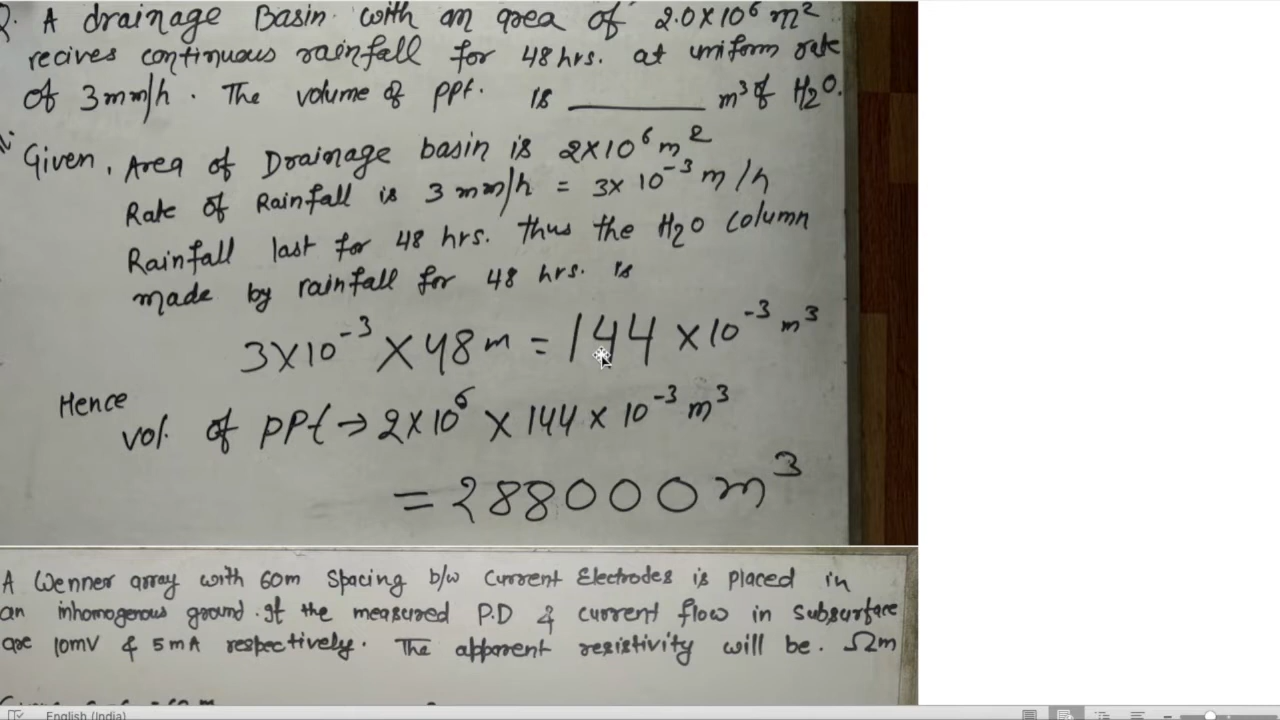 A drainage Basin with an area of 2.0×10⁶ m²
recives continuous rainfall for 48 hrs. at uniform rate
of 3 mm/h. The volume of ppt. is ________ m³ of H₂O.
Given, Area of Drainage basin is 2×10⁶ m²
Rate of Rainfall is 3 mm/h = 3×10⁻³ m/h
Rainfall last for 48 hrs. thus the H₂O column
made by rainfall for 48 hrs. is
3×10⁻³ × 48 m = 144 × 10⁻³ m³
Hence
vol. of PPt → 2×10⁶ × 144 × 10⁻³ m³
= 288000 m³
A Wenner array with 60m spacing b/w Current Electrodes is placed in
an inhomogenous ground. If the measured P.D & current flow in subsurface
are 10mV & 5mA respectively. The apparent resistivity will be. Ωm
English (India)